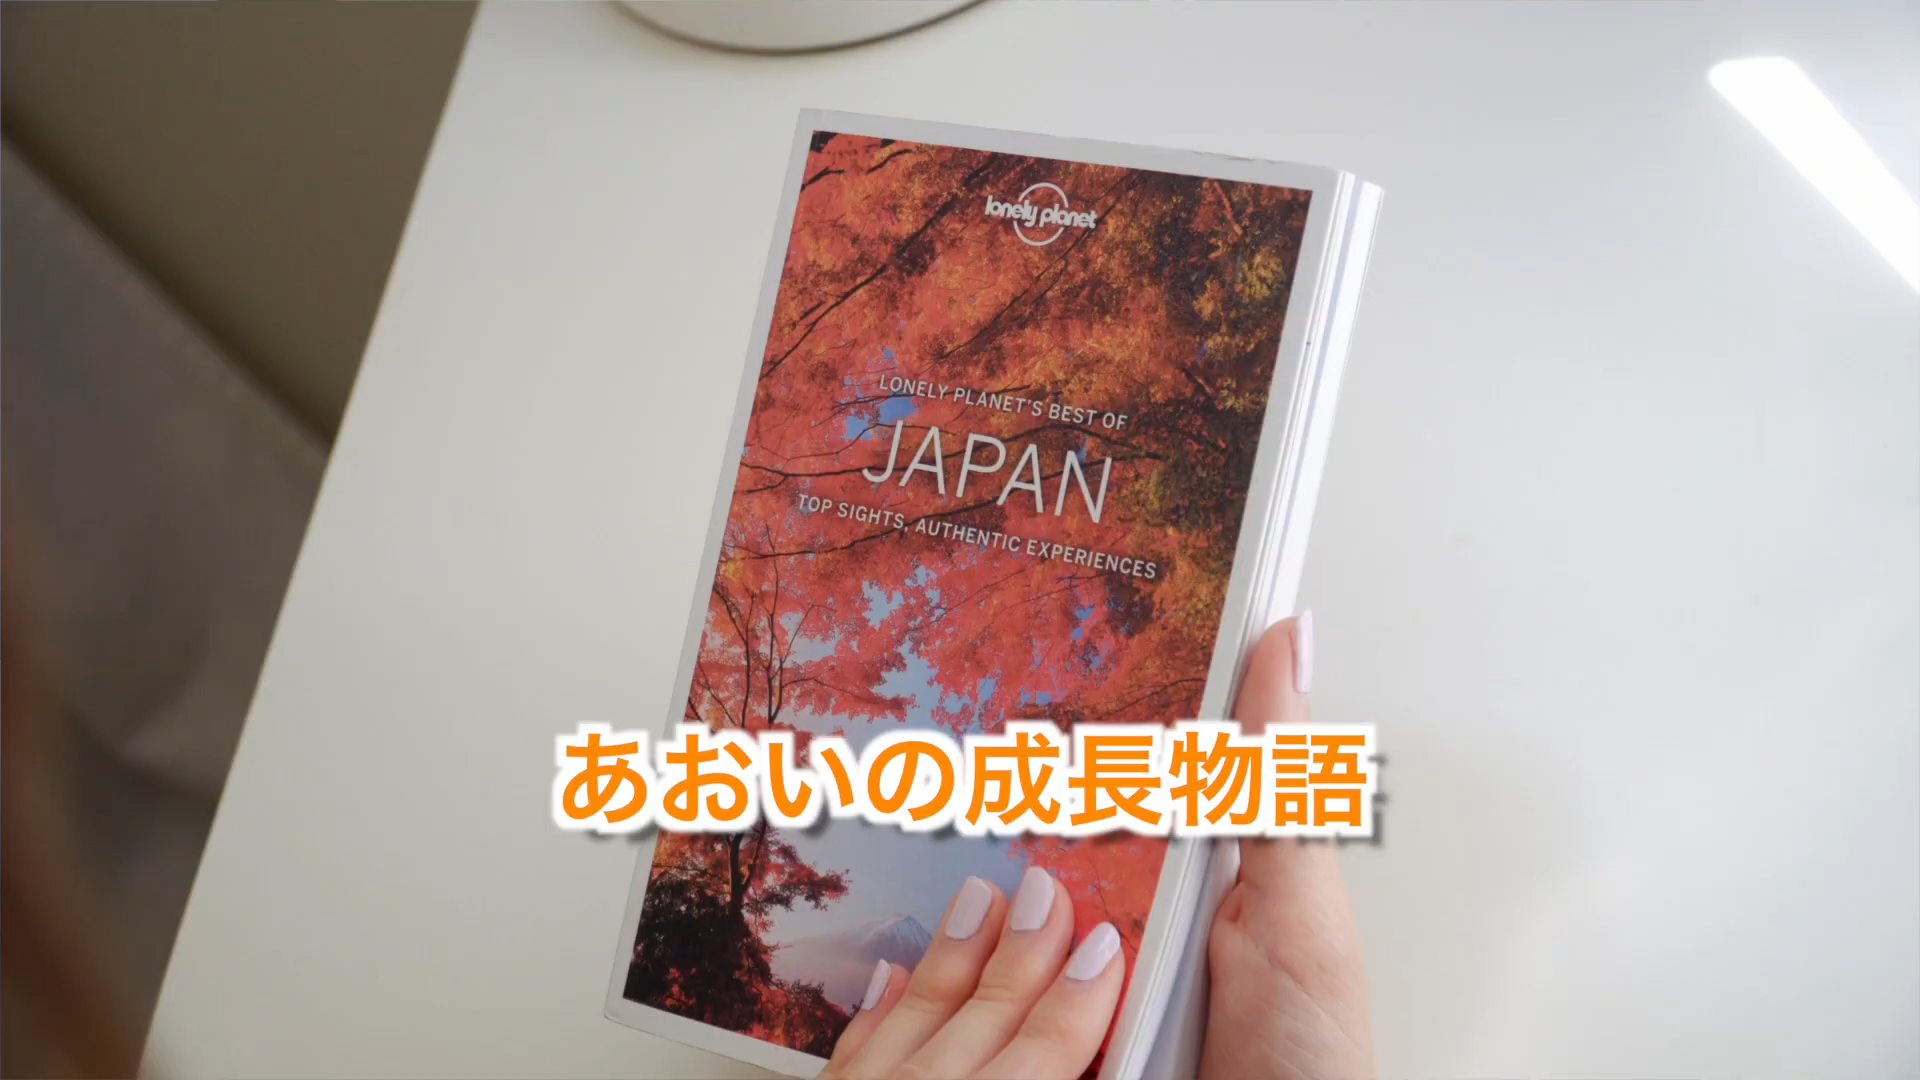 lonely planet
LONELY PLANET'S BEST OF
JAPAN
TOP SIGHTS, AUTHENTIC EXPERIENCES
あおいの成長物語